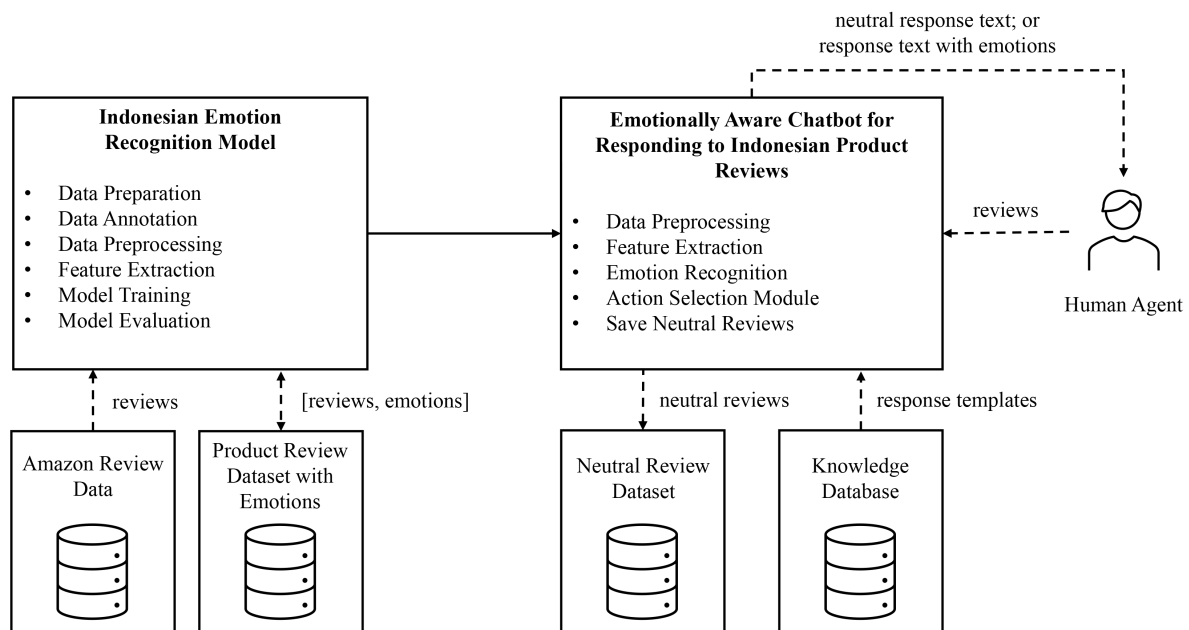 neutral response text; or
response text with emotions
Indonesian Emotion
Recognition Model
• Data Preparation
• Data Annotation
• Data Preprocessing
• Feature Extraction
• Model Training
• Model Evaluation
Emotionally Aware Chatbot for
Responding to Indonesian Product
Reviews
• Data Preprocessing
• Feature Extraction
• Emotion Recognition
• Action Selection Module
• Save Neutral Reviews
reviews
Human Agent
reviews
[reviews, emotions]
neutral reviews
response templates
Amazon Review
Data
Product Review
Dataset with
Emotions
Neutral Review
Dataset
Knowledge
Database